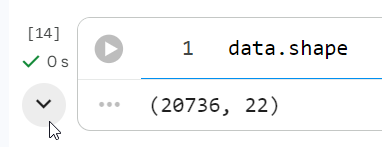 [14]
0 s
1 data.shape
(20736, 22)